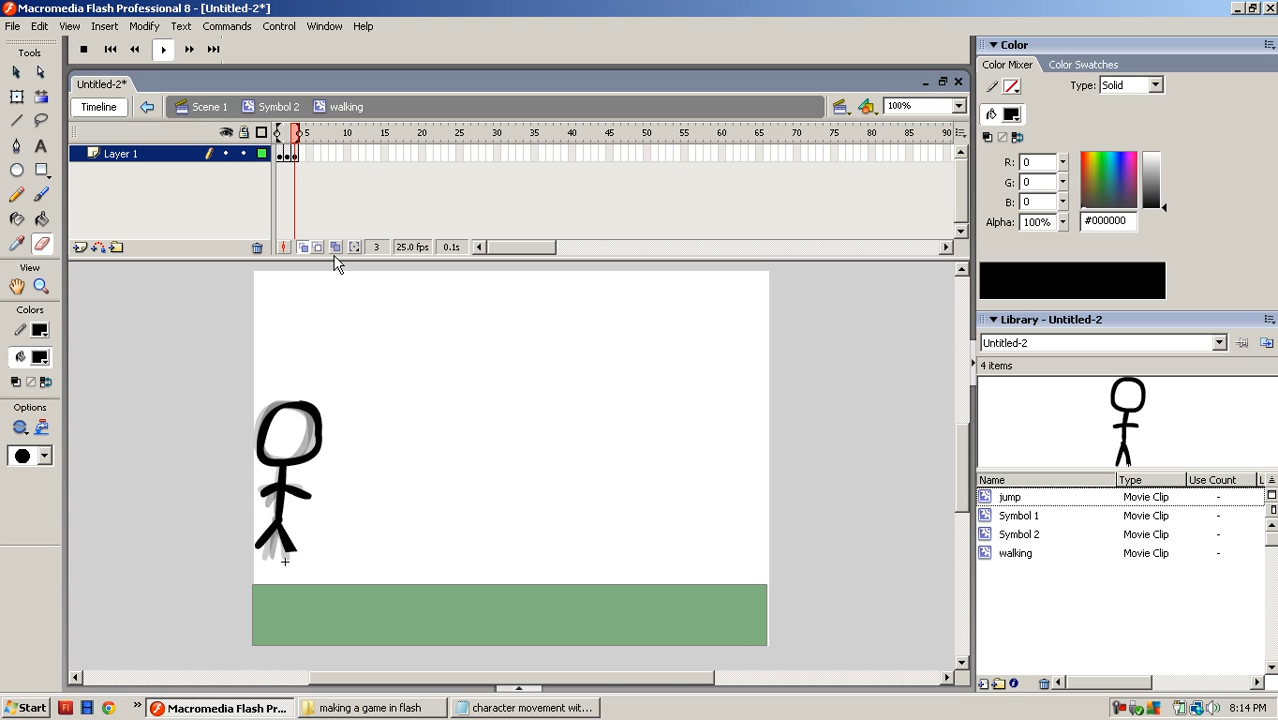 Macromedia Flash Professional 8 - [Untitled-2*]
File Edit View Insert Modify Text Commands Control Window Help
Tools
Untitled-2*
Timeline Scene 1 Symbol 2 walking 100%
5 10 15 20 25 30 35 40 45 50 55 60 65 70 75 80 85 90
Layer 1
3 25.0 fps 0.1s
View
Colors
Options
Color
Color Mixer Color Swatches
Type: Solid
R: 0
G: 0
B: 0
Alpha: 100% #000000
Library - Untitled-2
Untitled-2
4 items
Name Type Use Count L
jump Movie Clip -
Symbol 1 Movie Clip -
Symbol 2 Movie Clip -
walking Movie Clip -
Start Macromedia Flash Pr... making a game in flash character movement wit... 8:14 PM